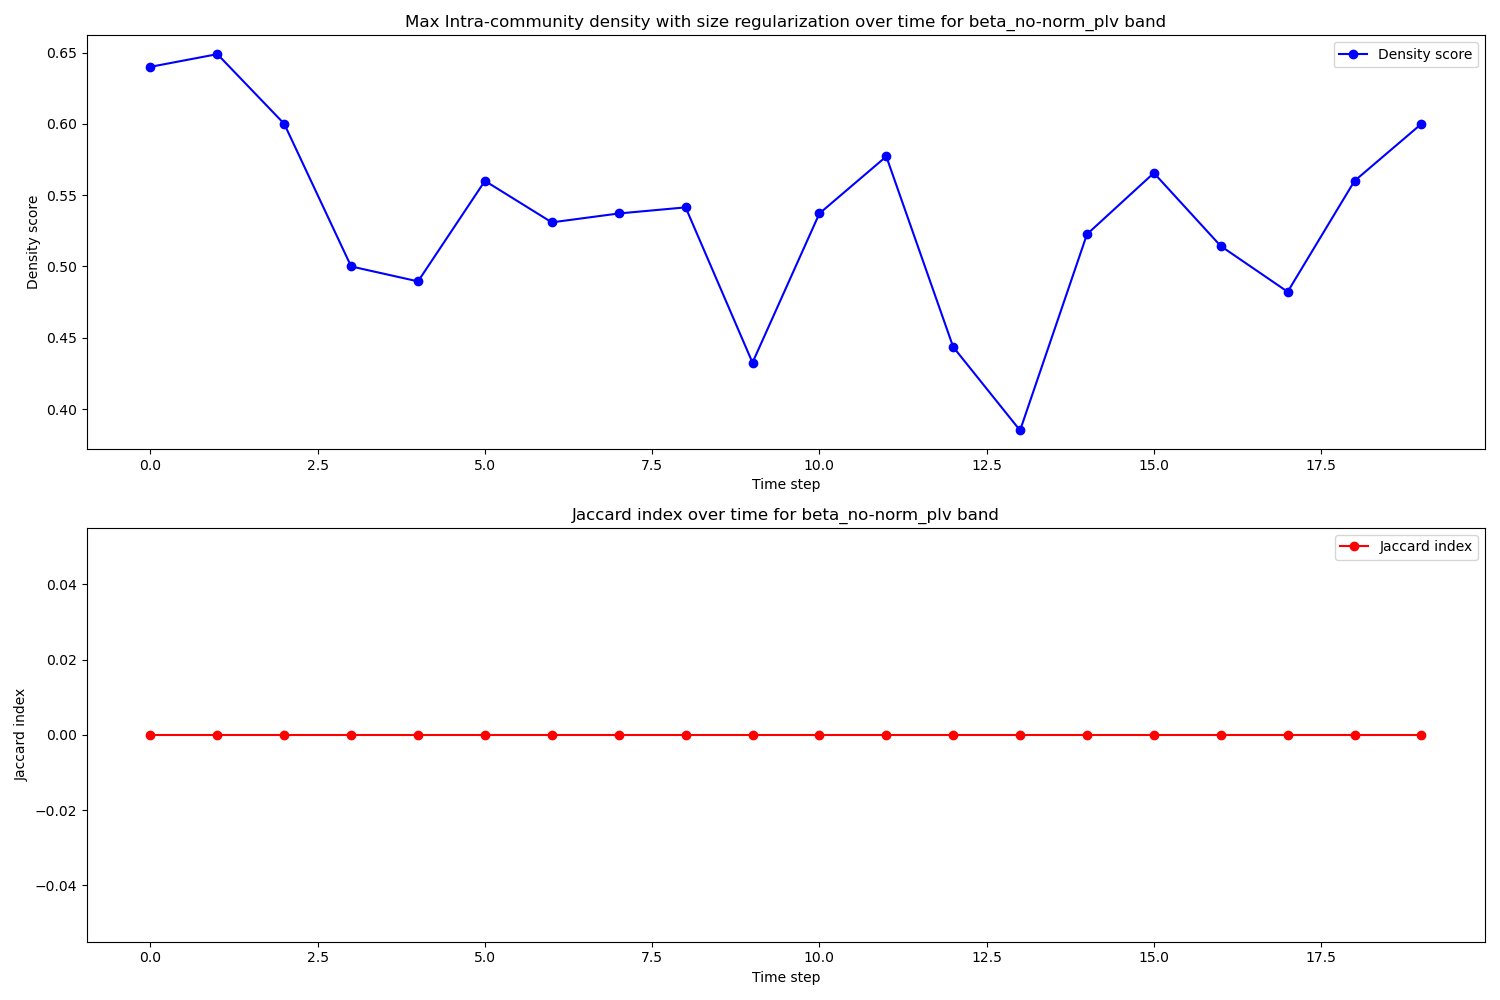 Max Intra-community density with size regularization over time for beta_no-norm_plv band
Density score
0.65
0.60
0.55
0.50
0.45
0.40
Density score
0.0 2.5 5.0 7.5 10.0 12.5 15.0 17.5
Time step
Jaccard index over time for beta_no-norm_plv band
Jaccard index
0.04
0.02
0.00
−0.02
−0.04
Jaccard index
0.0 2.5 5.0 7.5 10.0 12.5 15.0 17.5
Time step